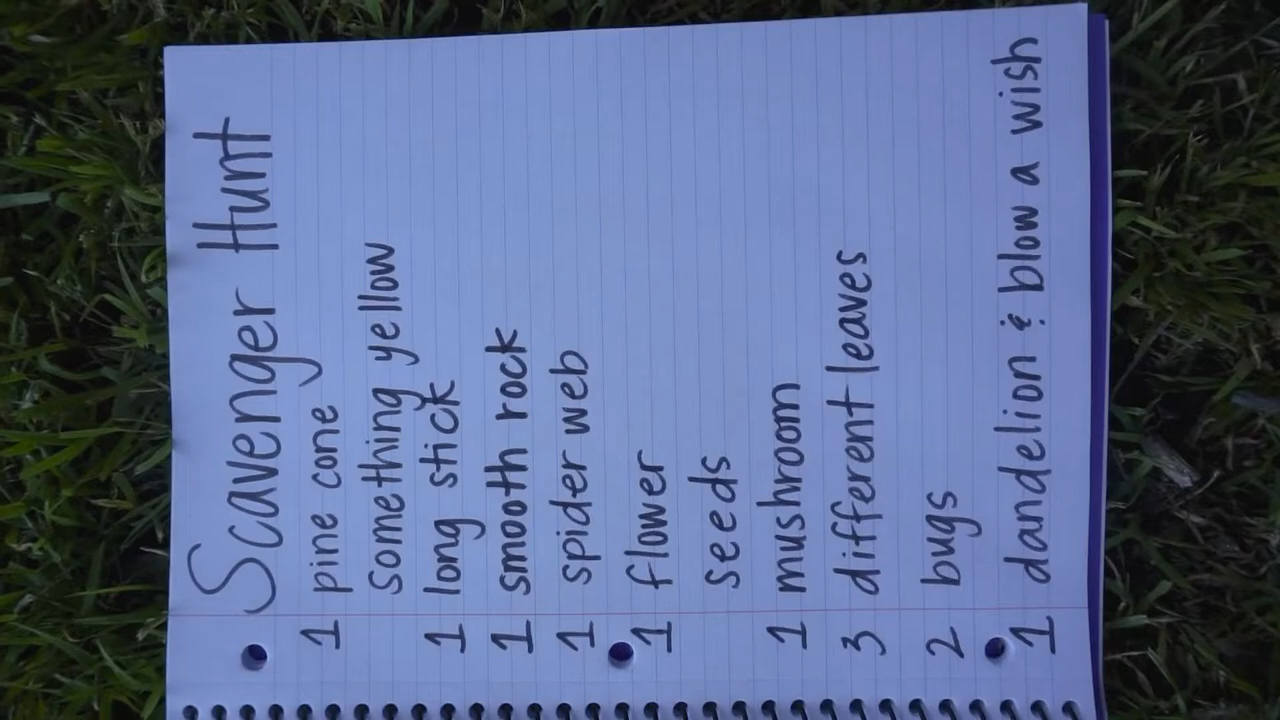 Scavenger Hunt
1 pine cone
something yellow
1 long stick
1 smooth rock
1 spider web
1 flower
seeds
1 mushroom
3 different leaves
2 bugs
1 dandelion & blow a wish